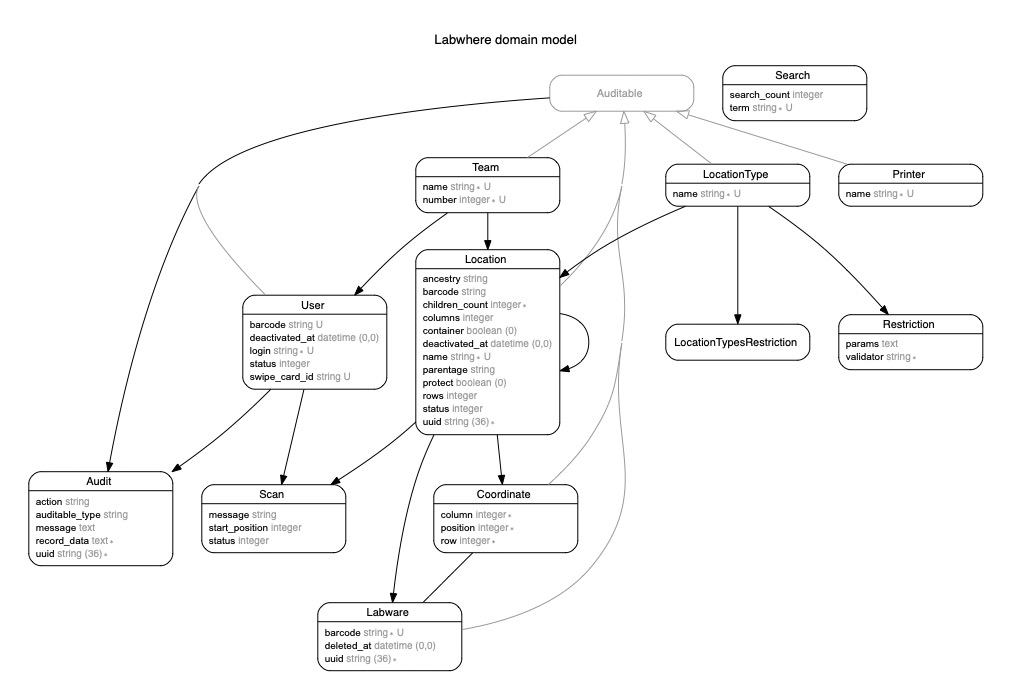 Labwhere domain model
Auditable
Search
search_count integer
term string∗ U
Team
name string∗ U
number integer∗ U
LocationType
name string∗ U
Printer
name string∗ U
Location
ancestry string
barcode string
children_count integer∗
columns integer
container boolean (0)
deactivated_at datetime (0,0)
name string∗ U
parentage string
protect boolean (0)
rows integer
status integer
uuid string (36)∗
User
barcode string U
deactivated_at datetime (0,0)
login string∗ U
status integer
swipe_card_id string U
LocationTypesRestriction
Restriction
params text
validator string∗
Audit
action string
auditable_type string
message text
record_data text∗
uuid string (36)∗
Scan
message string
start_position integer
status integer
Coordinate
column integer∗
position integer∗
row integer∗
Labware
barcode string∗ U
deleted_at datetime (0,0)
uuid string (36)∗